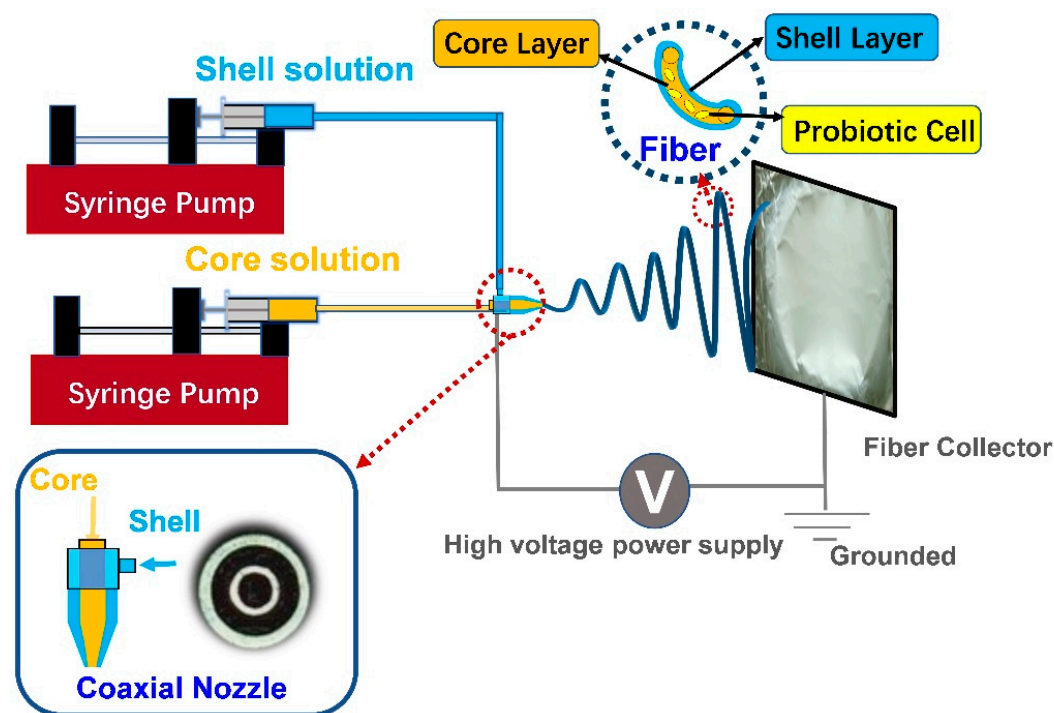 Core Layer
Shell Layer
Probiotic Cell
Fiber
Shell solution
Syringe Pump
Core solution
Syringe Pump
Fiber Collector
V
High voltage power supply
Grounded
Core
Shell
Coaxial Nozzle